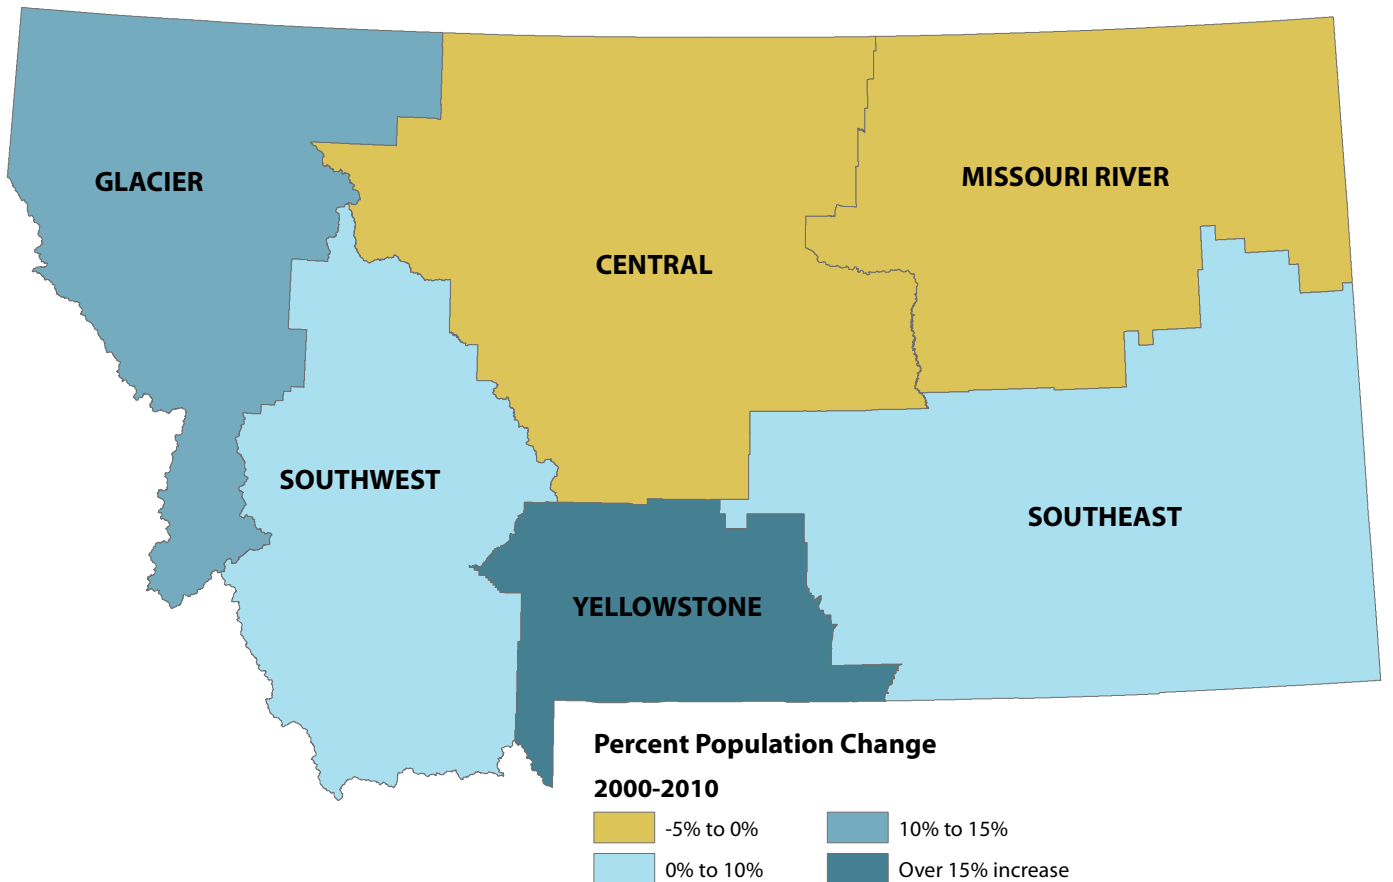 GLACIER
MISSOURI RIVER
CENTRAL
SOUTHWEST
SOUTHEAST
YELLOWSTONE
Percent Population Change
2000-2010
-5% to 0%
10% to 15%
0% to 10%
Over 15% increase